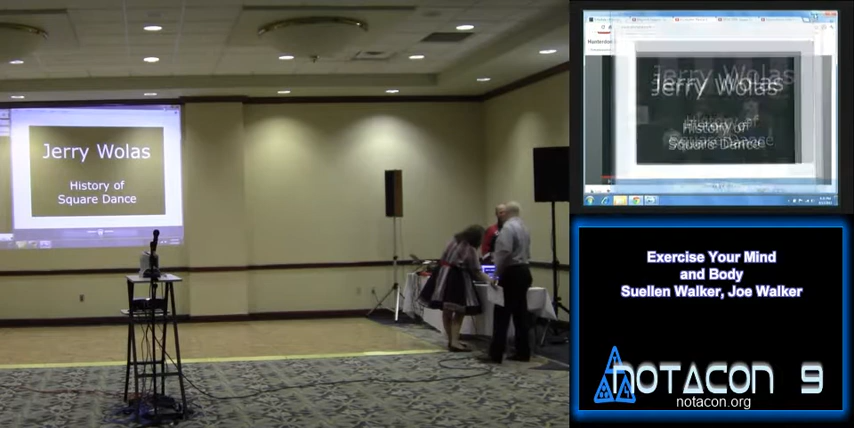 Jerry Wolas
History of
Square Dance
Jerry Wolas
History of
Square Dance
Exercise Your Mind
and Body
Suellen Walker, Joe Walker
NOTACON 9
notacon.org